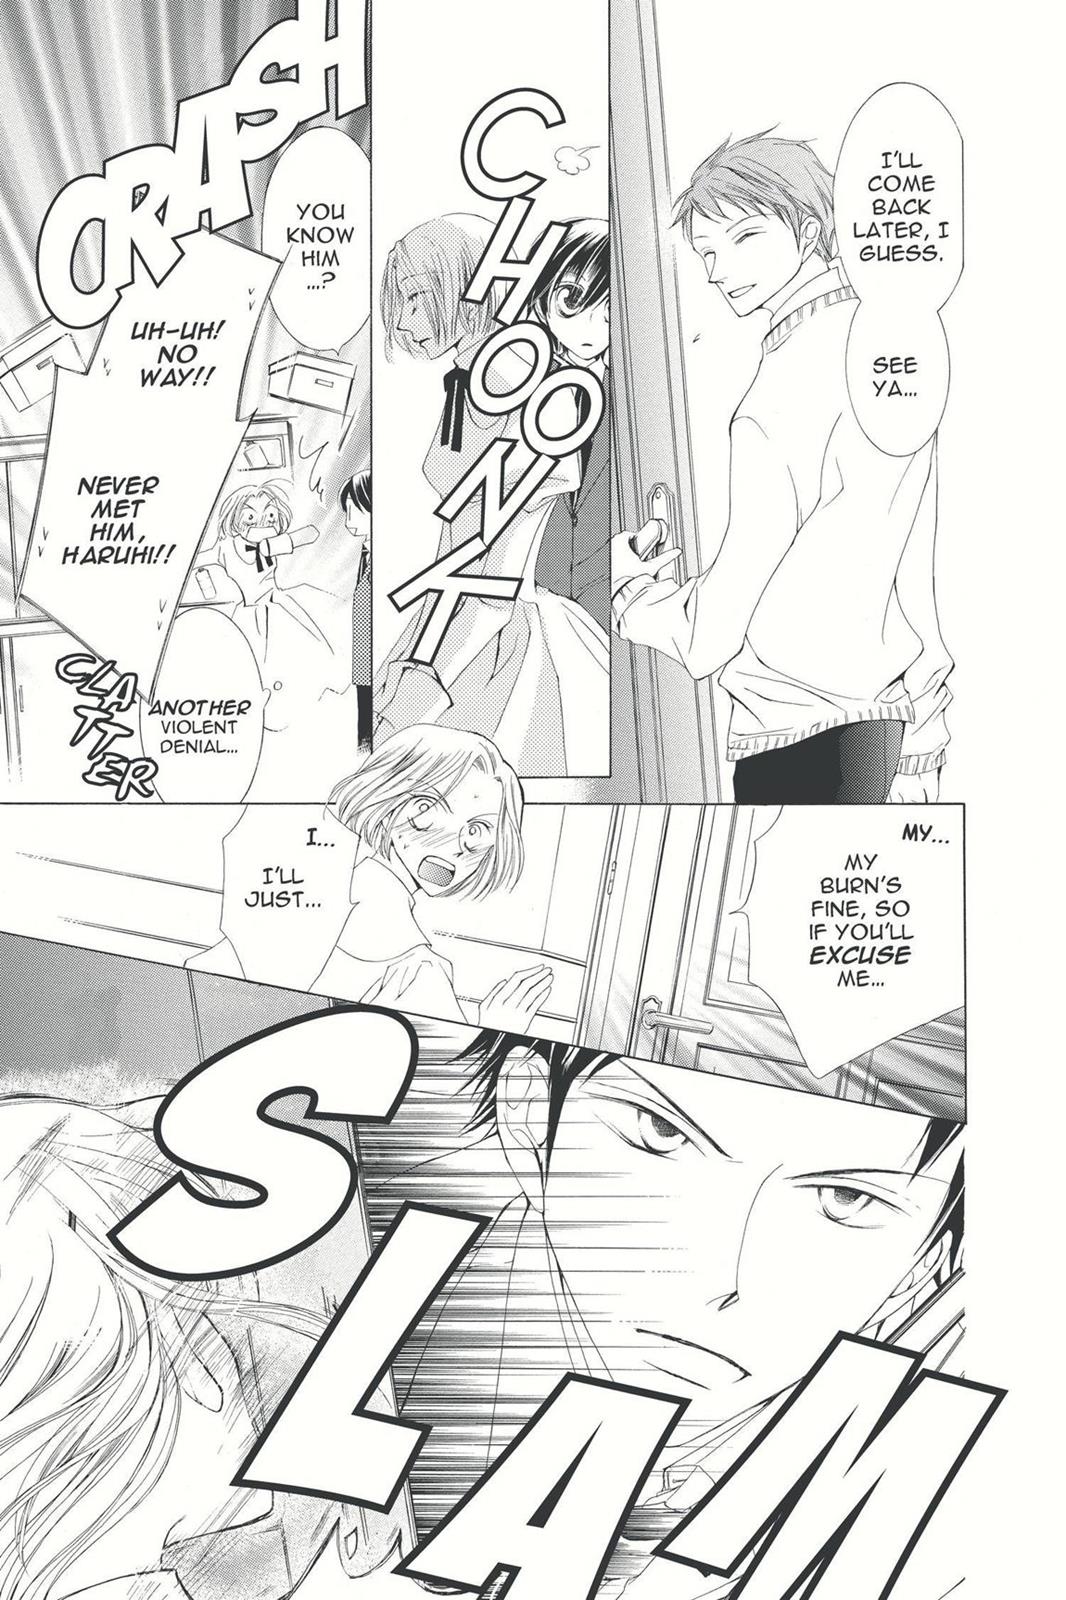 I'LL
COME
BACK
LATER, I
GUESS.
SEE
YA...
CHOONK
YOU
KNOW
HIM
...?
CRASH
UH-UH!
NO
WAY!!
NEVER
MET
HIM,
HARUHI!!
ANOTHER
VIOLENT
DENIAL...
CLATTER
MY...
MY
BURN'S
FINE, SO
IF YOU'LL
EXCUSE
ME...
I...
I'LL
JUST...
SLAM